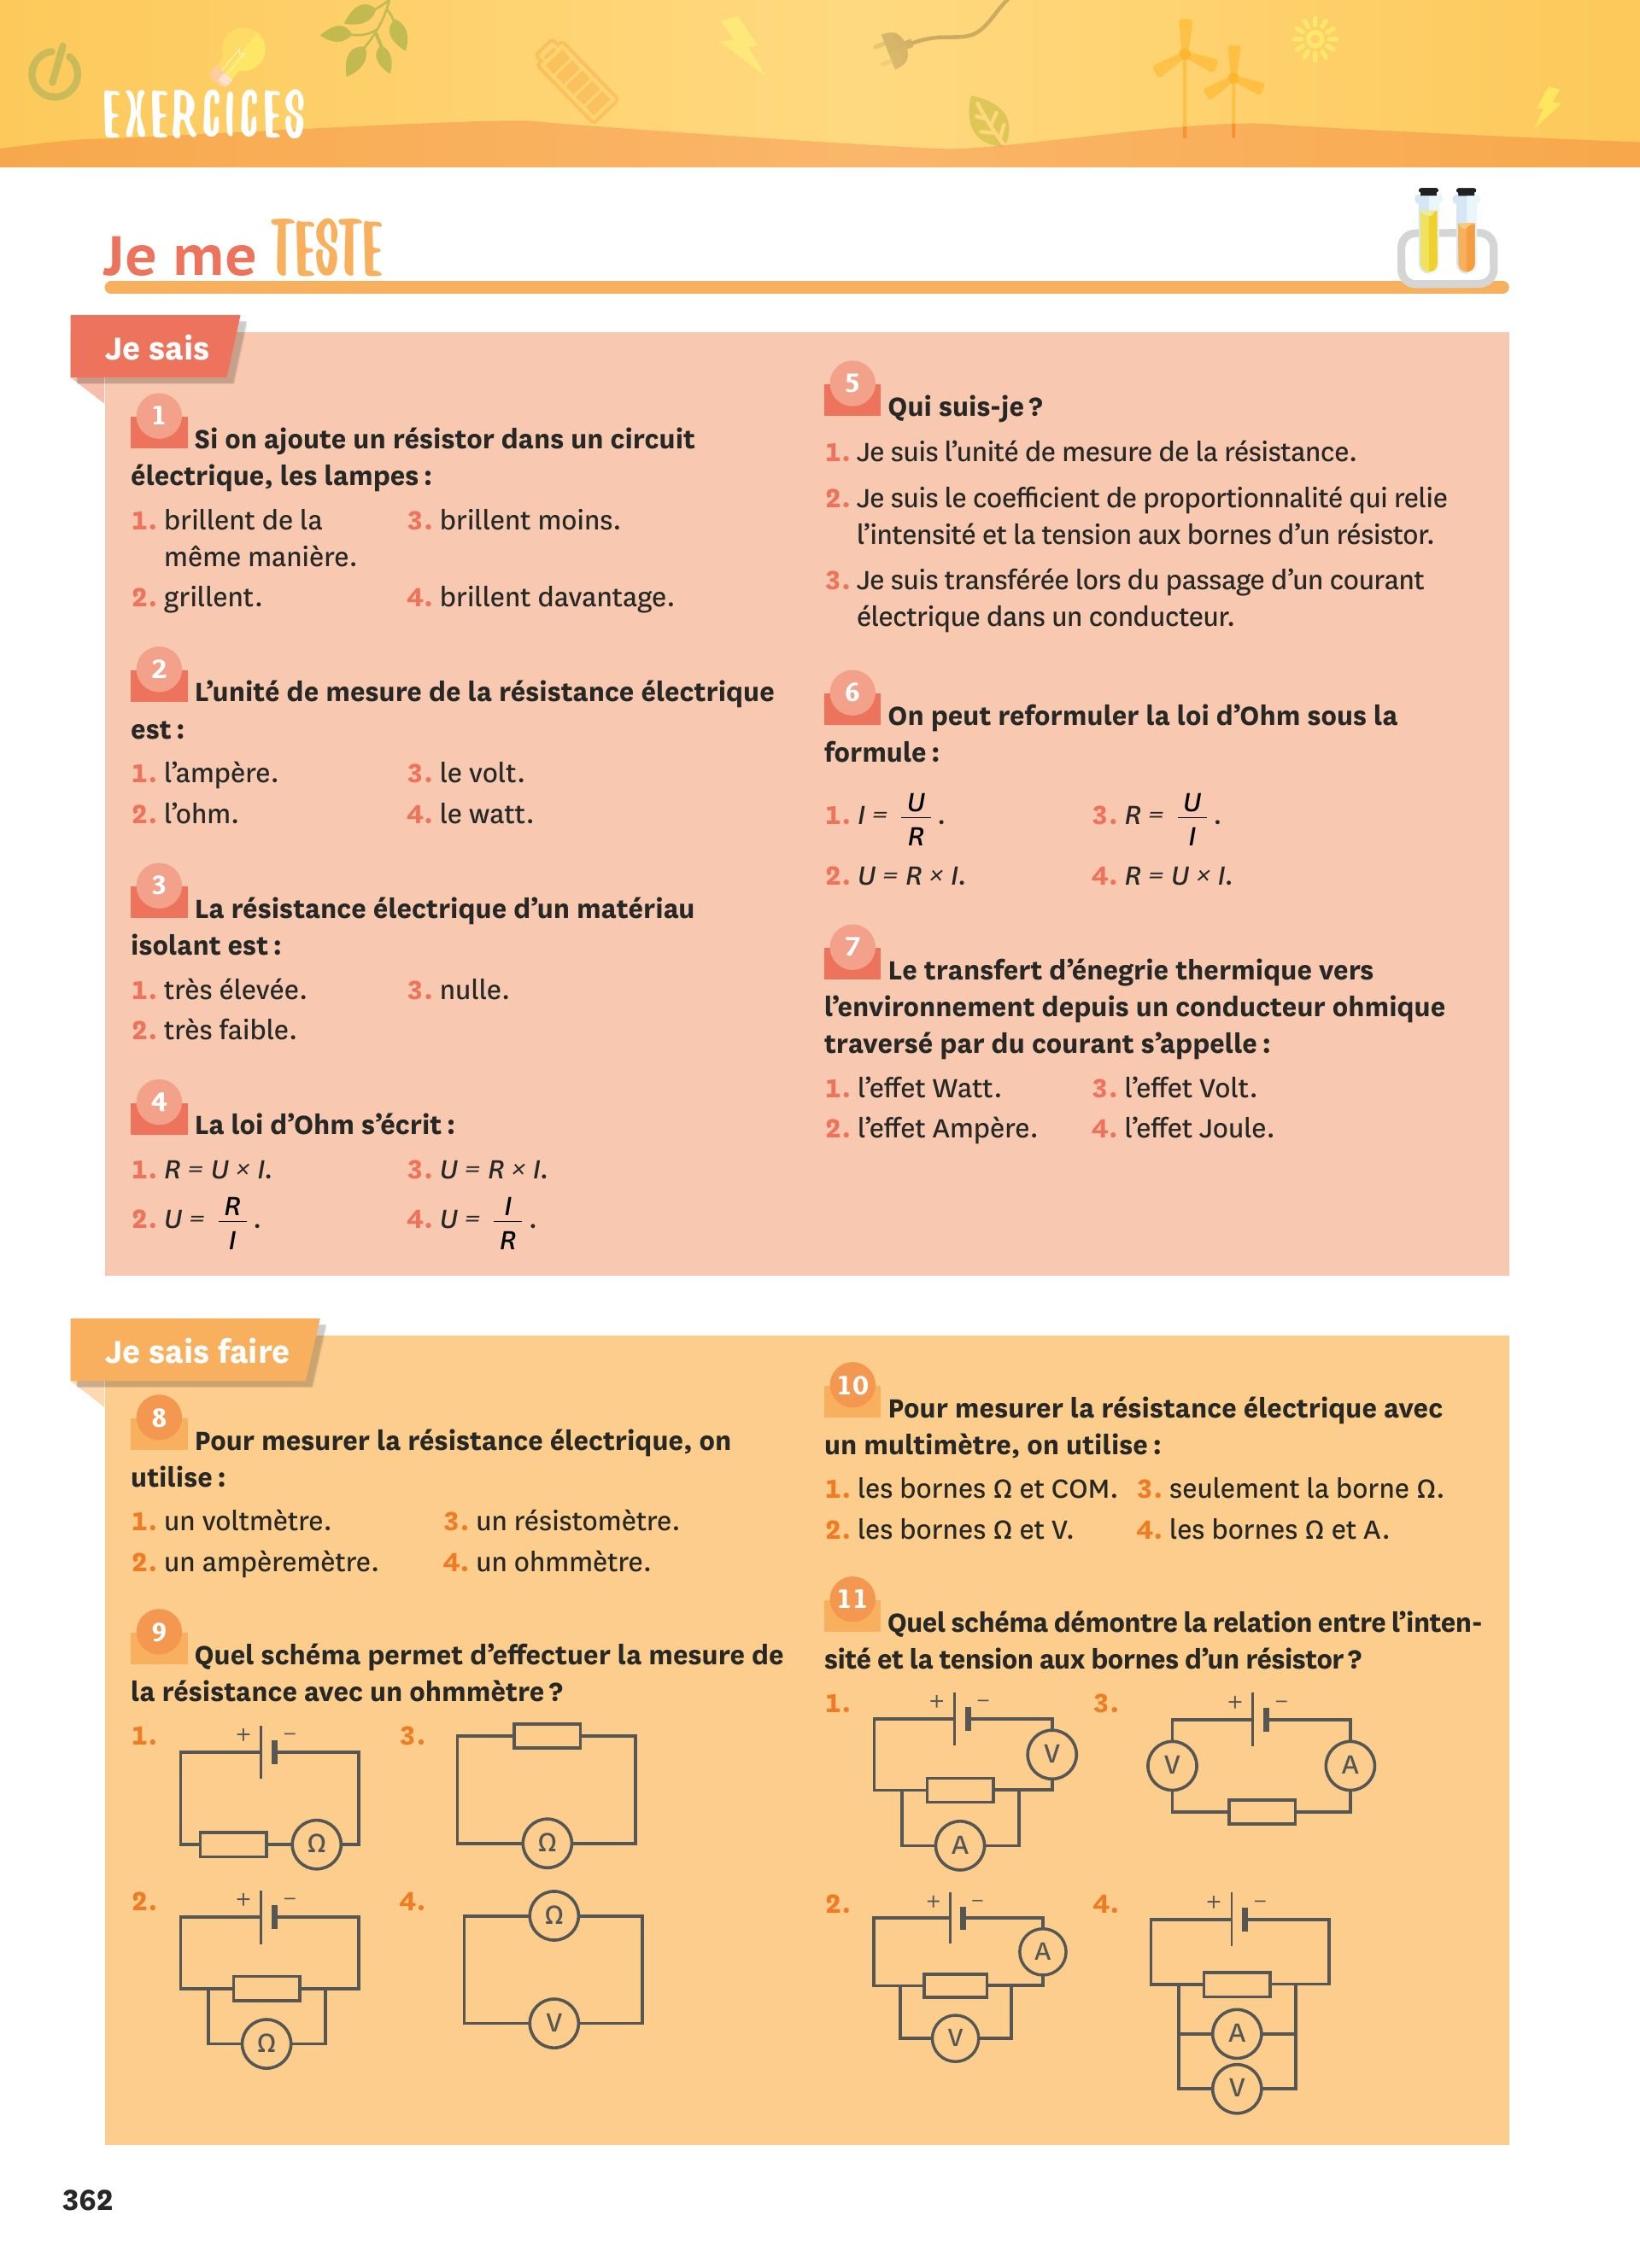 EXERCICES
Je me TESTE
Je sais
1 Si on ajoute un résistor dans un circuit
électrique, les lampes :
1. brillent de la
même manière.
3. brillent moins.
2. grillent.
4. brillent davantage.
2 L’unité de mesure de la résistance électrique
est :
1. l’ampère.
3. le volt.
2. l’ohm.
4. le watt.
3 La résistance électrique d’un matériau
isolant est :
1. très élevée.
3. nulle.
2. très faible.
4 La loi d’Ohm s’écrit :
1. R = U × I.
3. U = R × I.
2. U = R/I.
4. U = I/R.
5 Qui suis-je ?
1. Je suis l’unité de mesure de la résistance.
2. Je suis le coefficient de proportionnalité qui relie
l’intensité et la tension aux bornes d’un résistor.
3. Je suis transférée lors du passage d’un courant
électrique dans un conducteur.
6 On peut reformuler la loi d’Ohm sous la
formule :
1. I = U/R.
3. R = U/I.
2. U = R × I.
4. R = U × I.
7 Le transfert d’énegrie thermique vers
l’environnement depuis un conducteur ohmique
traversé par du courant s’appelle :
1. l’effet Watt.
3. l’effet Volt.
2. l’effet Ampère.
4. l’effet Joule.
Je sais faire
8 Pour mesurer la résistance électrique, on
utilise :
1. un voltmètre.
3. un résistomètre.
2. un ampèremètre.
4. un ohmmètre.
9 Quel schéma permet d’effectuer la mesure de
la résistance avec un ohmmètre ?
1. + −
Ω
3.
Ω
2. + −
Ω
4. Ω
V
10 Pour mesurer la résistance électrique avec
un multimètre, on utilise :
1. les bornes Ω et COM.
3. seulement la borne Ω.
2. les bornes Ω et V.
4. les bornes Ω et A.
11 Quel schéma démontre la relation entre l’inten-
sité et la tension aux bornes d’un résistor ?
1. + −
V
A
3. + −
V A
2. + −
A
V
4. + −
A
V
362